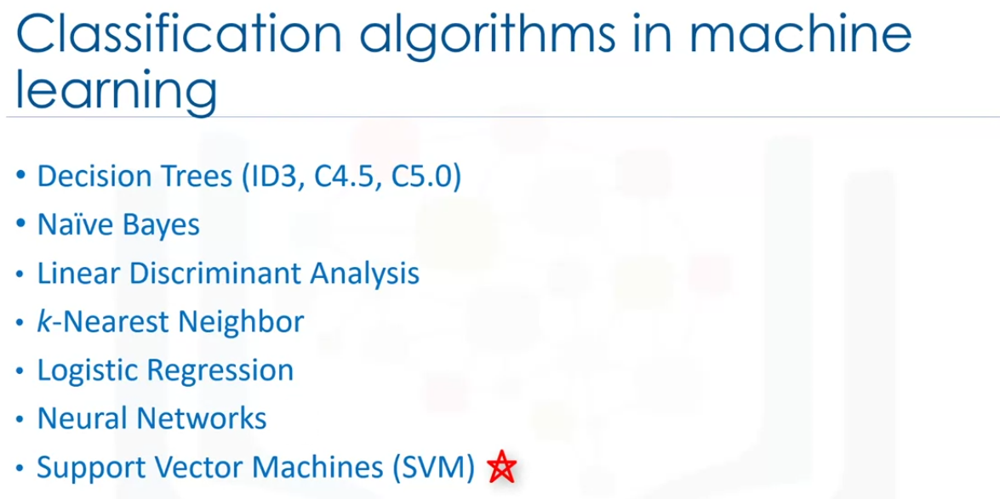 Classification algorithms in machine
learning
• Decision Trees (ID3, C4.5, C5.0)
• Naïve Bayes
• Linear Discriminant Analysis
• k-Nearest Neighbor
• Logistic Regression
• Neural Networks
• Support Vector Machines (SVM)